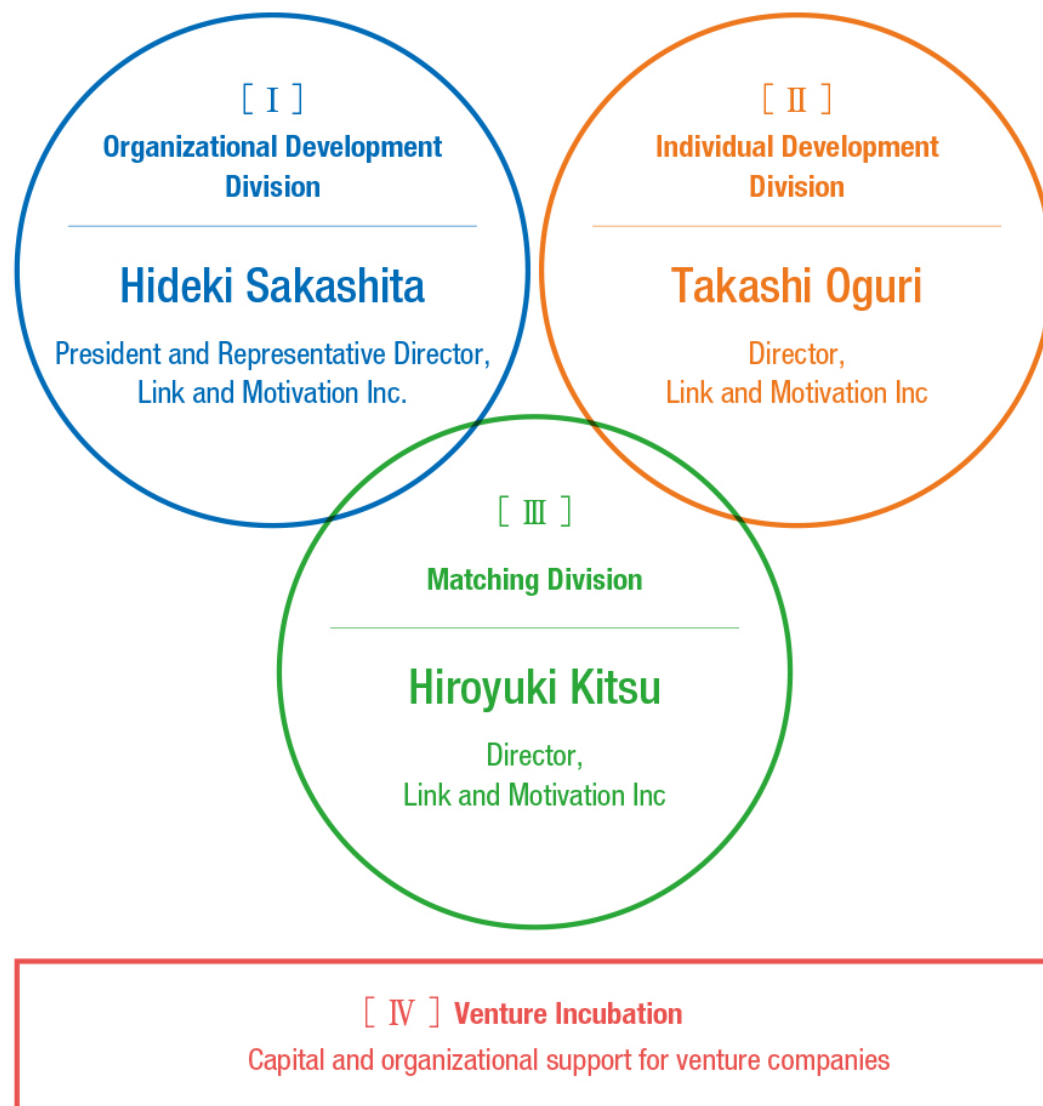 [ Ⅰ ]
Organizational Development
Division
Hideki Sakashita
President and Representative Director,
Link and Motivation Inc.
[ Ⅱ ]
Individual Development
Division
Takashi Oguri
Director,
Link and Motivation Inc
[ Ⅲ ]
Matching Division
Hiroyuki Kitsu
Director,
Link and Motivation Inc
[ Ⅳ ] Venture Incubation
Capital and organizational support for venture companies